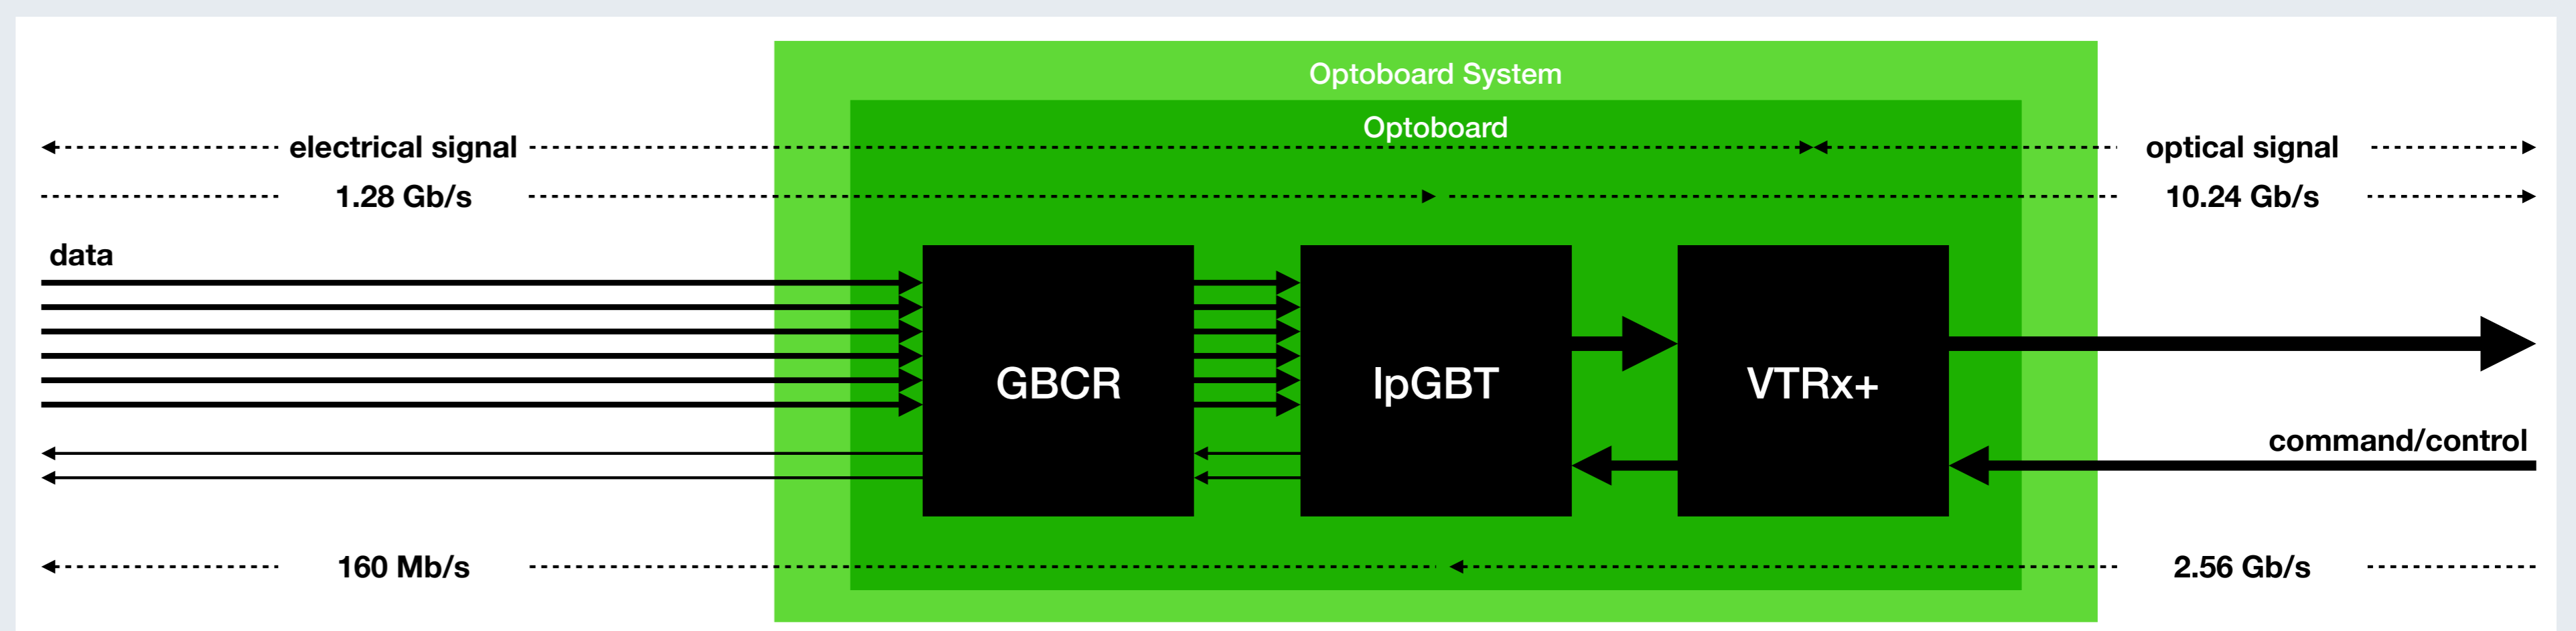 Optoboard System
Optoboard
electrical signal
optical signal
1.28 Gb/s
10.24 Gb/s
data
GBCR
lpGBT
VTRx+
command/control
160 Mb/s
2.56 Gb/s